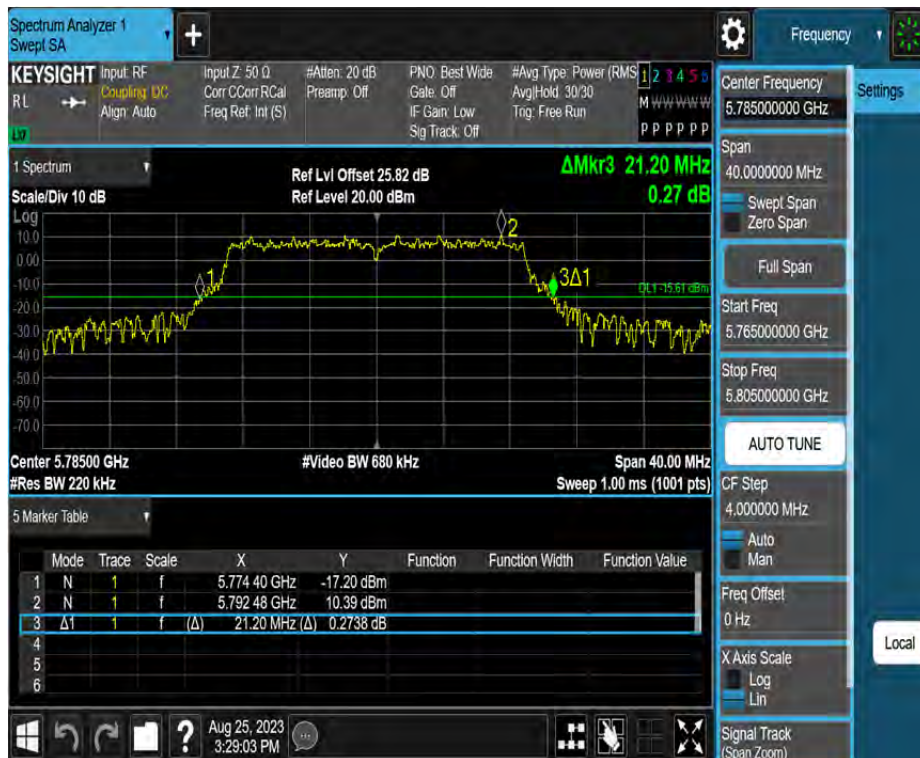 Spectrum Analyzer 1
Swept SA
Frequency
KEYSIGHT
RL
LXI
Input: RF
Coupling: DC
Align: Auto
Input Z: 50 Ω
Corr CCorr RCal
Freq Ref: Int (S)
#Atten: 20 dB
Preamp: Off
PNO: Best Wide
Gate: Off
IF Gain: Low
Sig Track: Off
#Avg Type: Power (RMS
Avg|Hold: 30/30
Trig: Free Run
1 2 3 4 5 6
M W W W W W
P P P P P P
Center Frequency
5.785000000 GHz
Settings
Span
40.0000000 MHz
Swept Span
Zero Span
Full Span
Start Freq
5.765000000 GHz
Stop Freq
5.805000000 GHz
AUTO TUNE
CF Step
4.000000 MHz
Auto
Man
Freq Offset
0 Hz
X Axis Scale
Log
Lin
Signal Track
(Span Zoom)
Local
1 Spectrum
Scale/Div 10 dB
Ref Lvl Offset 25.82 dB
Ref Level 20.00 dBm
ΔMkr3 21.20 MHz
0.27 dB
Log
10.0
0.00
-10.0
-20.0
-30.0
-40.0
-50.0
-60.0
-70.0
1
2
3Δ1
DL1 -15.61 dBm
Center 5.78500 GHz
#Video BW 680 kHz
Span 40.00 MHz
#Res BW 220 kHz
Sweep 1.00 ms (1001 pts)
5 Marker Table
Mode Trace Scale X Y Function Function Width Function Value
1 N 1 f 5.774 40 GHz -17.20 dBm
2 N 1 f 5.792 48 GHz 10.39 dBm
3 Δ1 1 f (Δ) 21.20 MHz (Δ) 0.2738 dB
4
5
6
?
Aug 25, 2023
3:29:03 PM